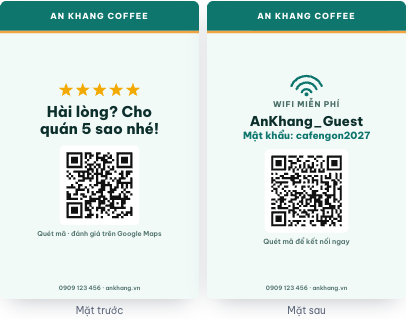 AN KHANG COFFEE
Hài lòng? Cho
quán 5 sao nhé!
Quét mã · đánh giá trên Google Maps
0909 123 456 · ankhang.vn
Mặt trước
AN KHANG COFFEE
WIFI MIỄN PHÍ
AnKhang_Guest
Mật khẩu: cafengon2027
Quét mã để kết nối ngay
0909 123 456 · ankhang.vn
Mặt sau